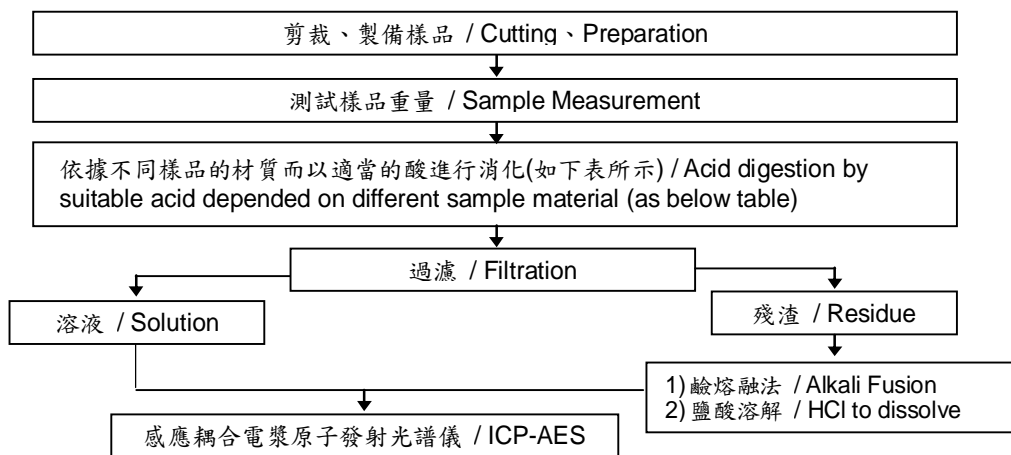 剪裁、製備樣品 / Cutting、Preparation
測試樣品重量 / Sample Measurement
依據不同樣品的材質而以適當的酸進行消化(如下表所示) / Acid digestion by
suitable acid depended on different sample material (as below table)
過濾 / Filtration
溶液 / Solution
殘渣 / Residue
1) 鹼熔融法 / Alkali Fusion
2) 鹽酸溶解 / HCl to dissolve
感應耦合電漿原子發射光譜儀 / ICP-AES